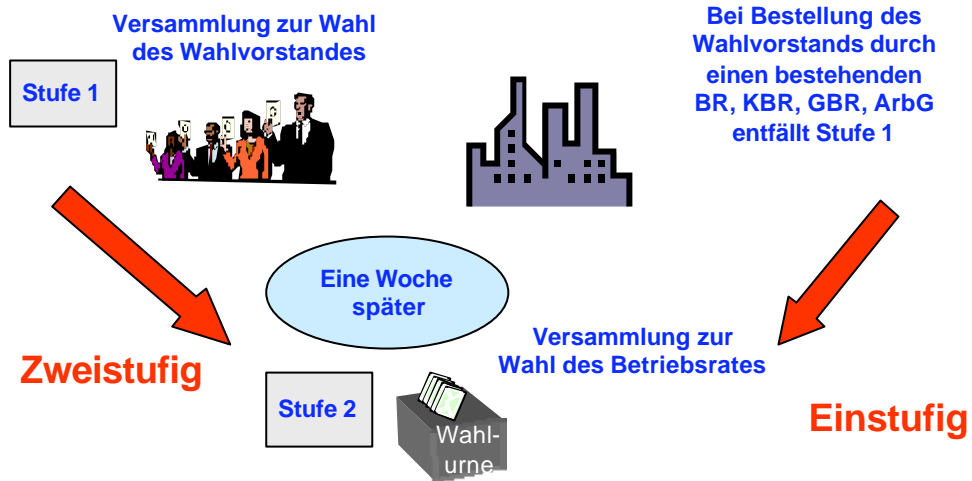 Versammlung zur Wahl
des Wahlvorstandes
Stufe 1
Bei Bestellung des
Wahlvorstands durch
einen bestehenden
BR, KBR, GBR, ArbG
entfällt Stufe 1
Eine Woche
später
Zweistufig
Versammlung zur
Wahl des Betriebsrates
Stufe 2
Wahl-
urne
Einstufig